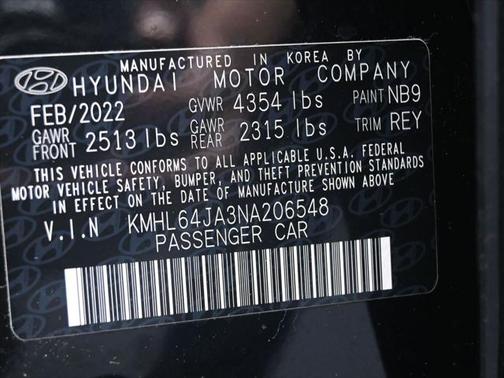 MANUFACTURED IN KOREA BY
HYUNDAI MOTOR COMPANY
FEB/2022 GVWR 4354 lbs PAINT NB9
GAWR FRONT 2513 lbs GAWR REAR 2315 lbs TRIM REY
THIS VEHICLE CONFORMS TO ALL APPLICABLE U.S.A. FEDERAL
MOTOR VEHICLE SAFETY, BUMPER, AND THEFT PREVENTION STANDARDS
IN EFFECT ON THE DATE OF MANUFACTURE SHOWN ABOVE
V.I.N KMHL64JA3NA206548
PASSENGER CAR